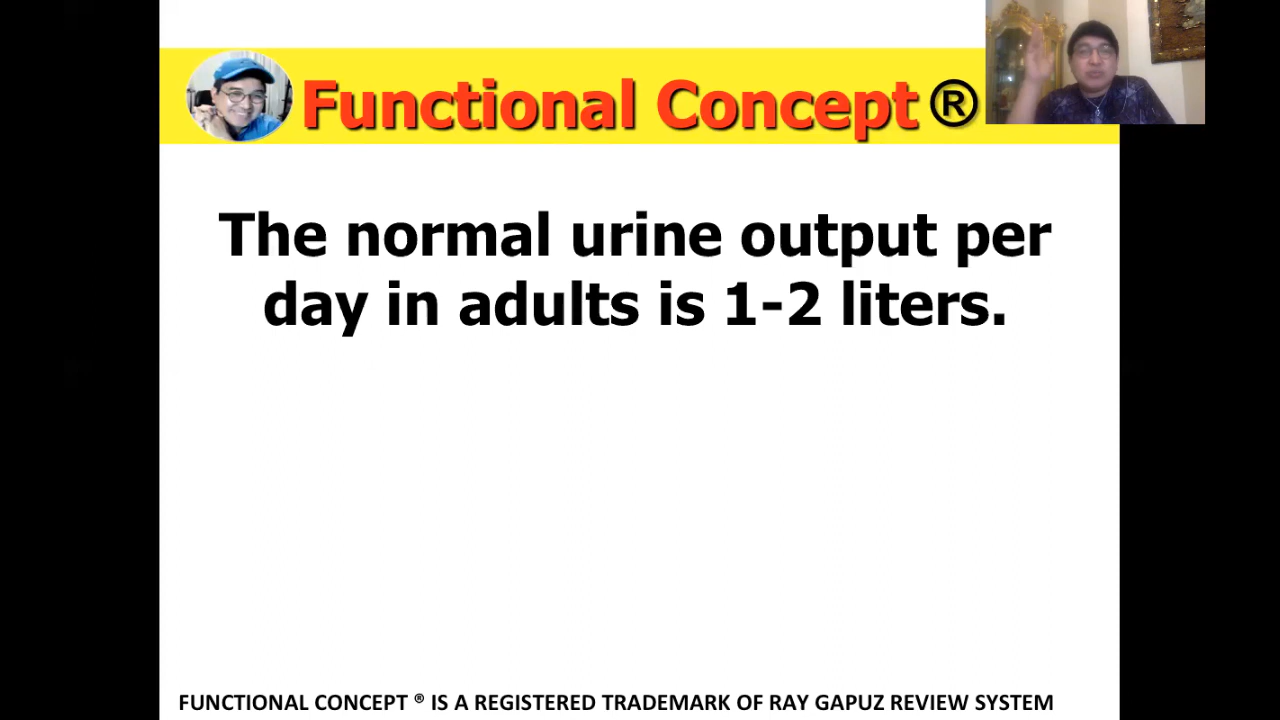 Functional Concept ®
The normal urine output per
day in adults is 1-2 liters.
FUNCTIONAL CONCEPT ® IS A REGISTERED TRADEMARK OF RAY GAPUZ REVIEW SYSTEM